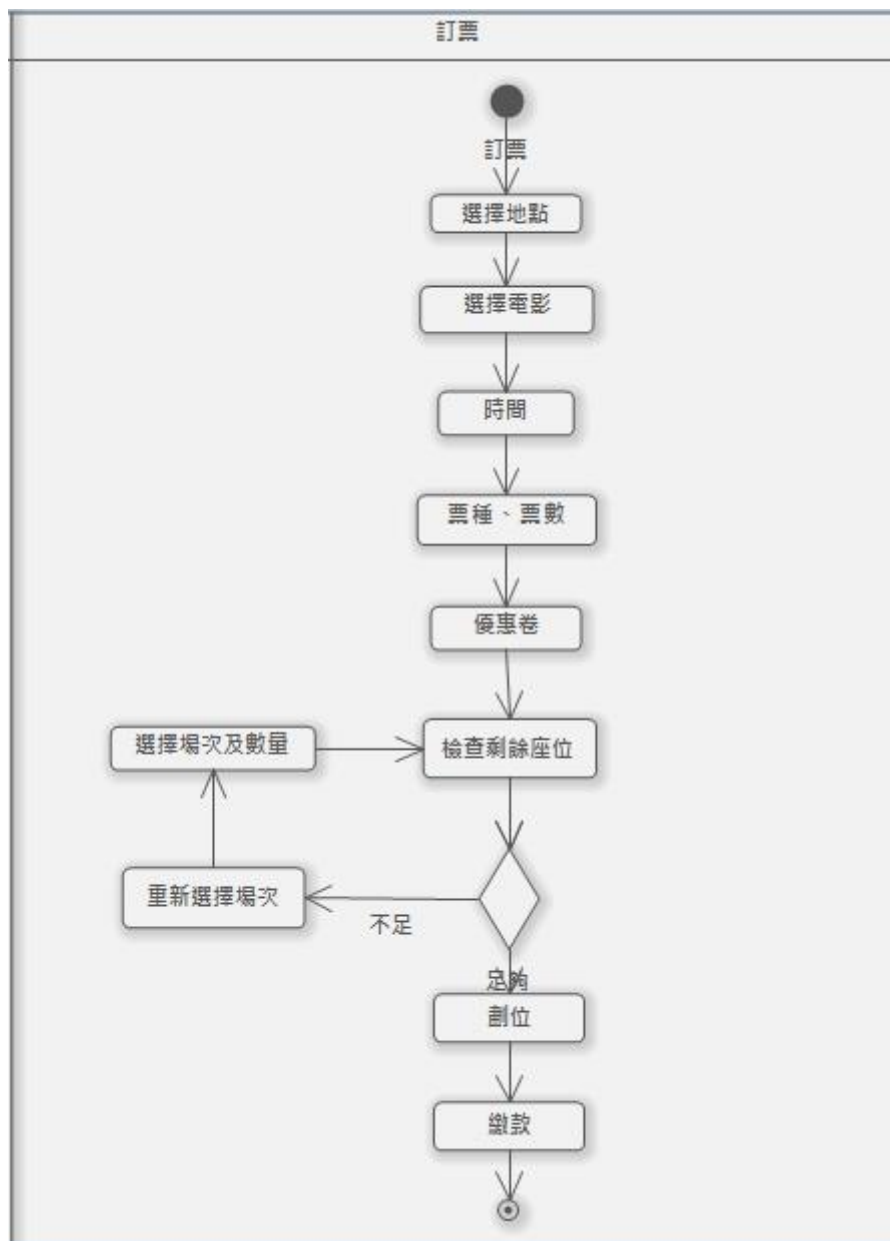 訂票
訂票
選擇地點
選擇電影
時間
票種、票數
優惠卷
選擇場次及數量
檢查剩餘座位
重新選擇場次
不足
足夠
劃位
繳款